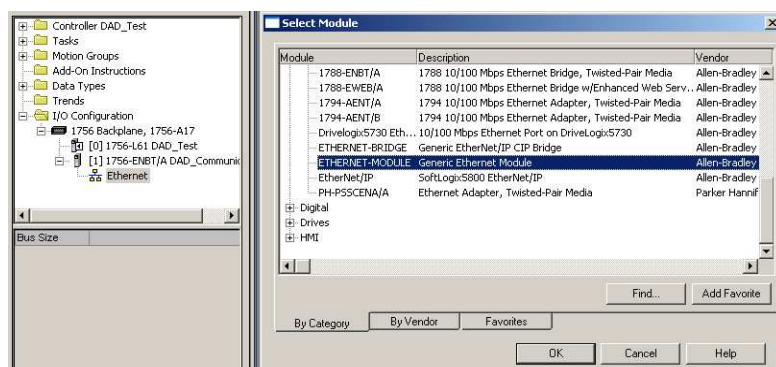 Controller DAD_Test
Tasks
Motion Groups
Add-On Instructions
Data Types
Trends
I/O Configuration
1756 Backplane, 1756-A17
[0] 1756-L61 DAD_Test
[1] 1756-ENBT/A DAD_Communic
Ethernet
Bus Size
Select Module
Module Description Vendor
1788-ENBT/A 1788 10/100 Mbps Ethernet Bridge, Twisted-Pair Media Allen-Bradley
1788-EWEB/A 1788 10/100 Mbps Ethernet Bridge w/Enhanced Web Serv.. Allen-Bradley
1794-AENT/A 1794 10/100 Mbps Ethernet Adapter, Twisted-Pair Media Allen-Bradley
1794-AENT/B 1794 10/100 Mbps Ethernet Adapter, Twisted-Pair Media Allen-Bradley
Drivelogix5730 Eth... 10/100 Mbps Ethernet Port on DriveLogix5730 Allen-Bradley
ETHERNET-BRIDGE Generic EtherNet/IP CIP Bridge Allen-Bradley
ETHERNET-MODULE Generic Ethernet Module Allen-Bradley
EtherNet/IP SoftLogix5800 EtherNet/IP Allen-Bradley
PH-PSSCENA/A Ethernet Adapter, Twisted-Pair Media Parker Hannif
Digital
Drives
HMI
Find... Add Favorite
By Category By Vendor Favorites
OK Cancel Help